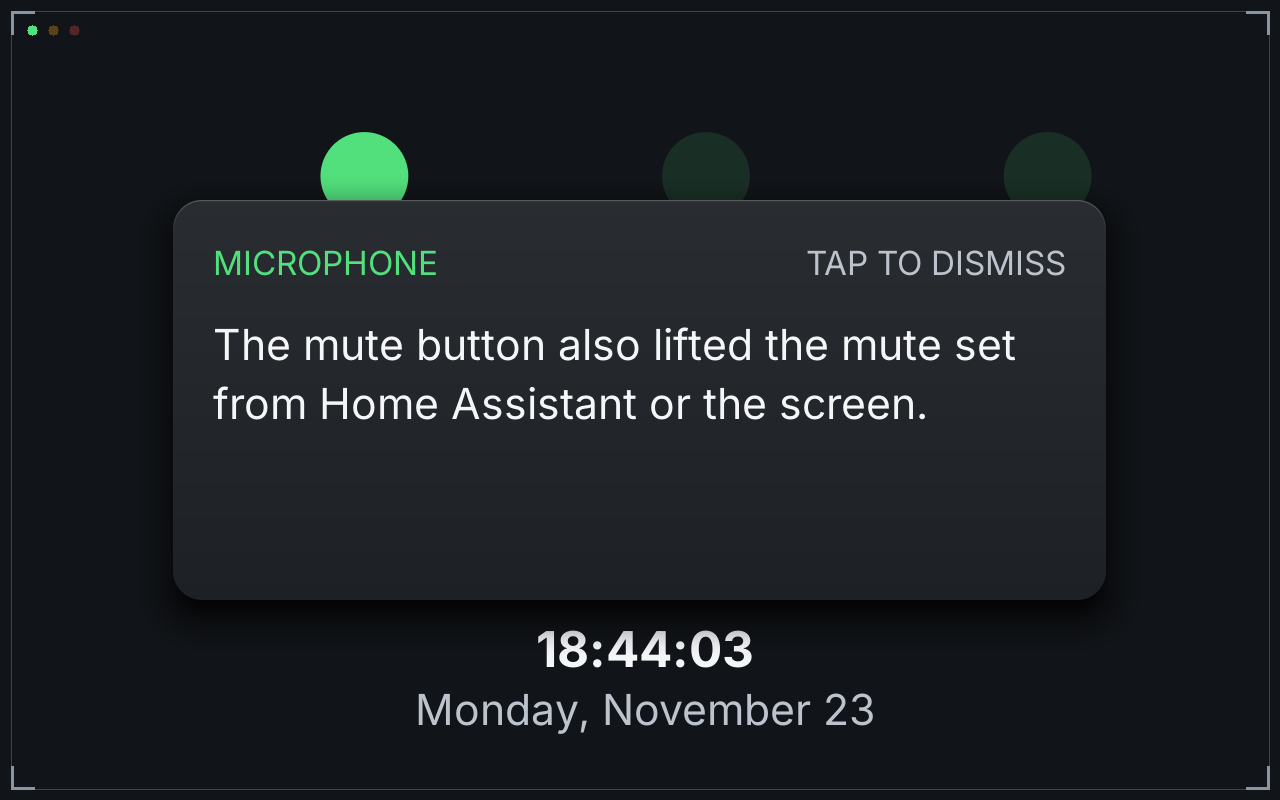 MICROPHONE
TAP TO DISMISS
The mute button also lifted the mute set
from Home Assistant or the screen.
18:44:03
Monday, November 23